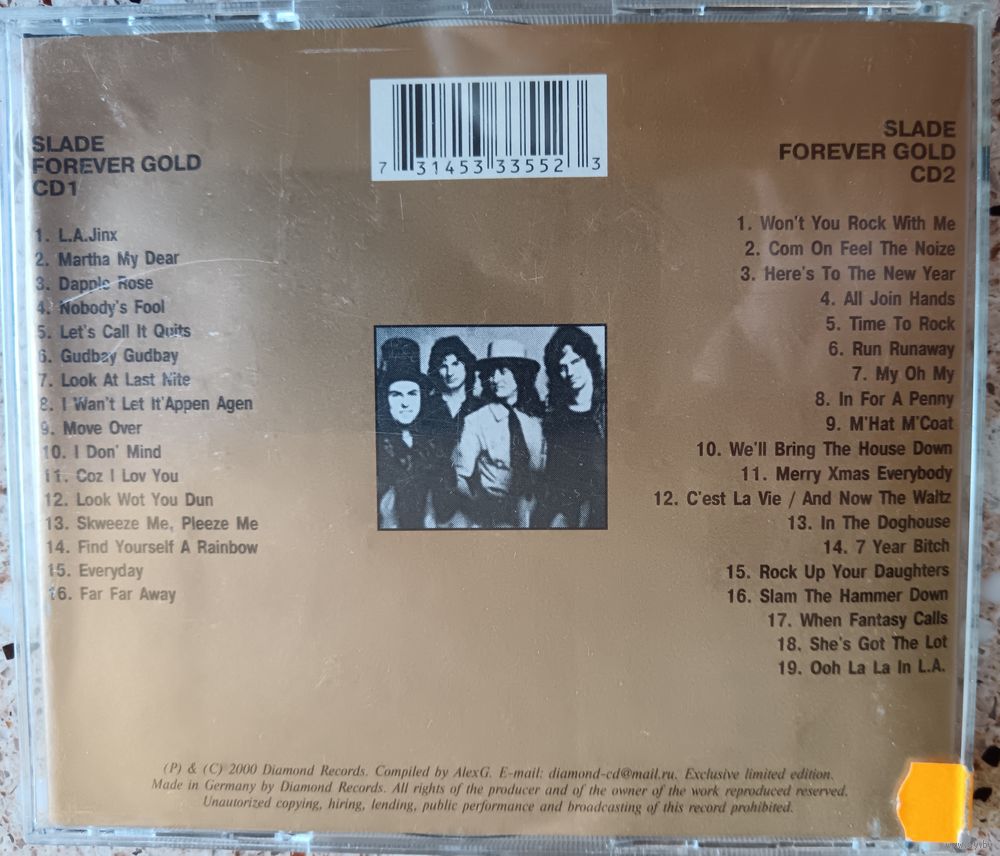 7 31453 33552 3
SLADE
FOREVER GOLD
CD1
1. L.A.Jinx
2. Martha My Dear
3. Dapple Rose
4. Nobody's Fool
5. Let's Call It Quits
6. Gudbay Gudbay
7. Look At Last Nite
8. I Wan't Let It'Appen Agen
9. Move Over
10. I Don' Mind
11. Coz I Lov You
12. Look Wot You Dun
13. Skweeze Me, Pleeze Me
14. Find Yourself A Rainbow
15. Everyday
16. Far Far Away
SLADE
FOREVER GOLD
CD2
1. Won't You Rock With Me
2. Com On Feel The Noize
3. Here's To The New Year
4. All Join Hands
5. Time To Rock
6. Run Runaway
7. My Oh My
8. In For A Penny
9. M'Hat M'Coat
10. We'll Bring The House Down
11. Merry Xmas Everybody
12. C'est La Vie / And Now The Waltz
13. In The Doghouse
14. 7 Year Bitch
15. Rock Up Your Daughters
16. Slam The Hammer Down
17. When Fantasy Calls
18. She's Got The Lot
19. Ooh La La In L.A.
(P) & (C) 2000 Diamond Records. Compiled by AlexG. E-mail: diamond-cd@mail.ru. Exclusive limited edition.
Made in Germany by Diamond Records. All rights of the producer and of the owner of the work reproduced reserved.
Unautorized copying, hiring, lending, public performance and broadcasting of this record prohibited.